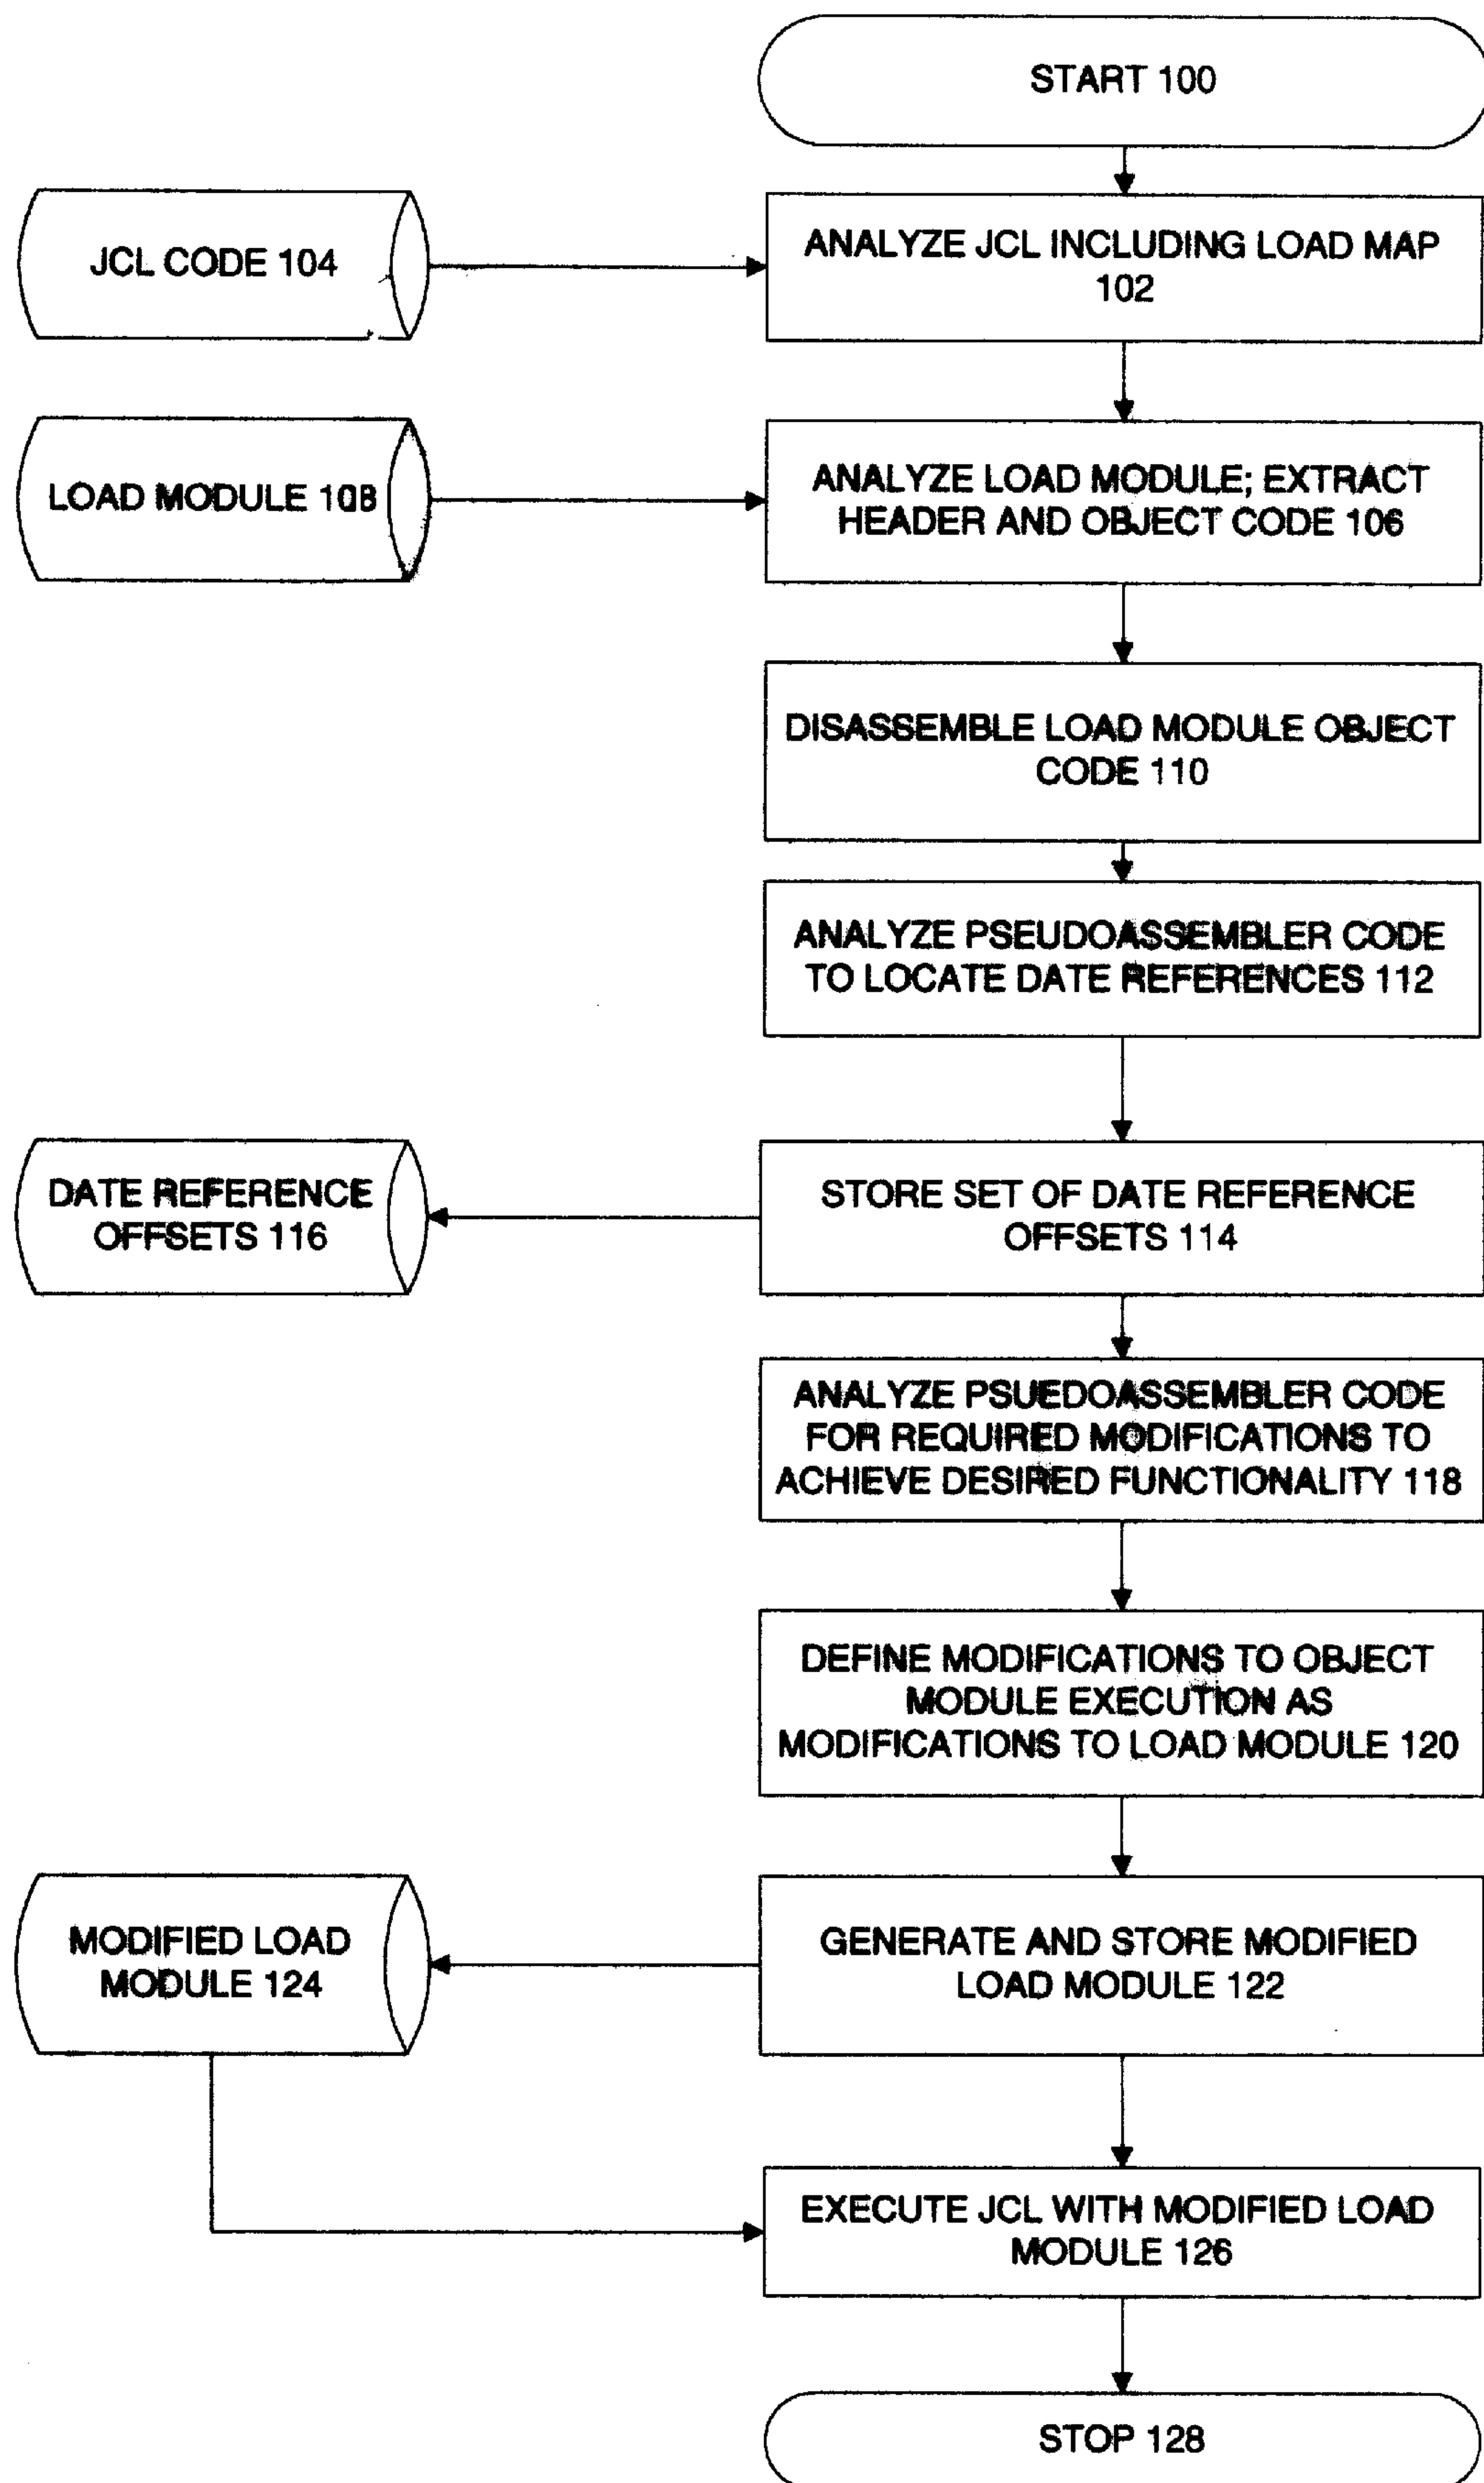 START 100
JCL CODE 104
ANALYZE JCL INCLUDING LOAD MAP
102
LOAD MODULE 108
ANALYZE LOAD MODULE; EXTRACT
HEADER AND OBJECT CODE 106
DISASSEMBLE LOAD MODULE OBJECT
CODE 110
ANALYZE PSEUDOASSEMBLER CODE
TO LOCATE DATE REFERENCES 112
DATE REFERENCE
OFFSETS 116
STORE SET OF DATE REFERENCE
OFFSETS 114
ANALYZE PSUEDOASSEMBLER CODE
FOR REQUIRED MODIFICATIONS TO
ACHIEVE DESIRED FUNCTIONALITY 118
DEFINE MODIFICATIONS TO OBJECT
MODULE EXECUTION AS
MODIFICATIONS TO LOAD MODULE 120
MODIFIED LOAD
MODULE 124
GENERATE AND STORE MODIFIED
LOAD MODULE 122
EXECUTE JCL WITH MODIFIED LOAD
MODULE 126
STOP 128